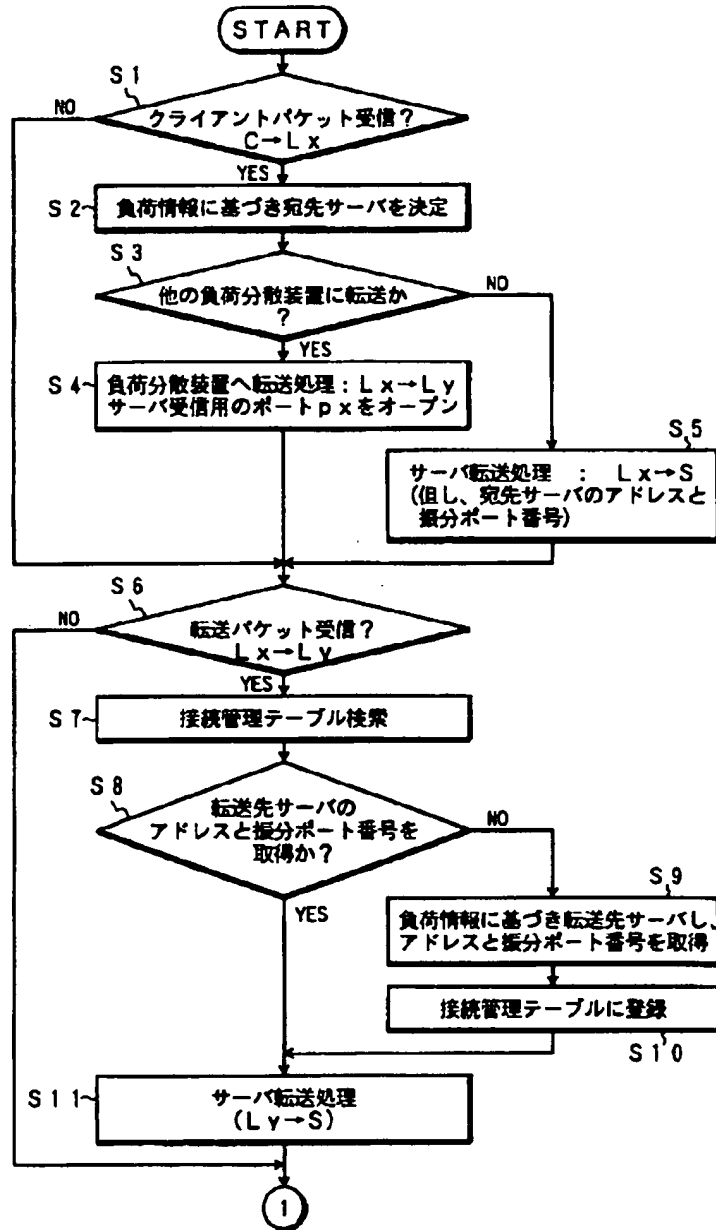 START
S1
NO
クライアントパケット受信?
C→Lx
YES
S2
負荷情報に基づき宛先サーバを決定
S3
他の負荷分散装置に転送か
?
NO
YES
S4
負荷分散装置へ転送処理:Lx→Ly
サーバ受信用のポートpxをオープン
S5
サーバ転送処理 : Lx→S
(但し、宛先サーバのアドレスと
振分ポート番号)
S6
NO
転送パケット受信?
Lx→Ly
YES
S7
接続管理テーブル検索
S8
転送先サーバの
アドレスと振分ポート番号を
取得か?
NO
YES
S9
負荷情報に基づき転送先サーバし、
アドレスと振分ポート番号を取得
接続管理テーブルに登録
S10
S11
サーバ転送処理
(Ly→S)
1